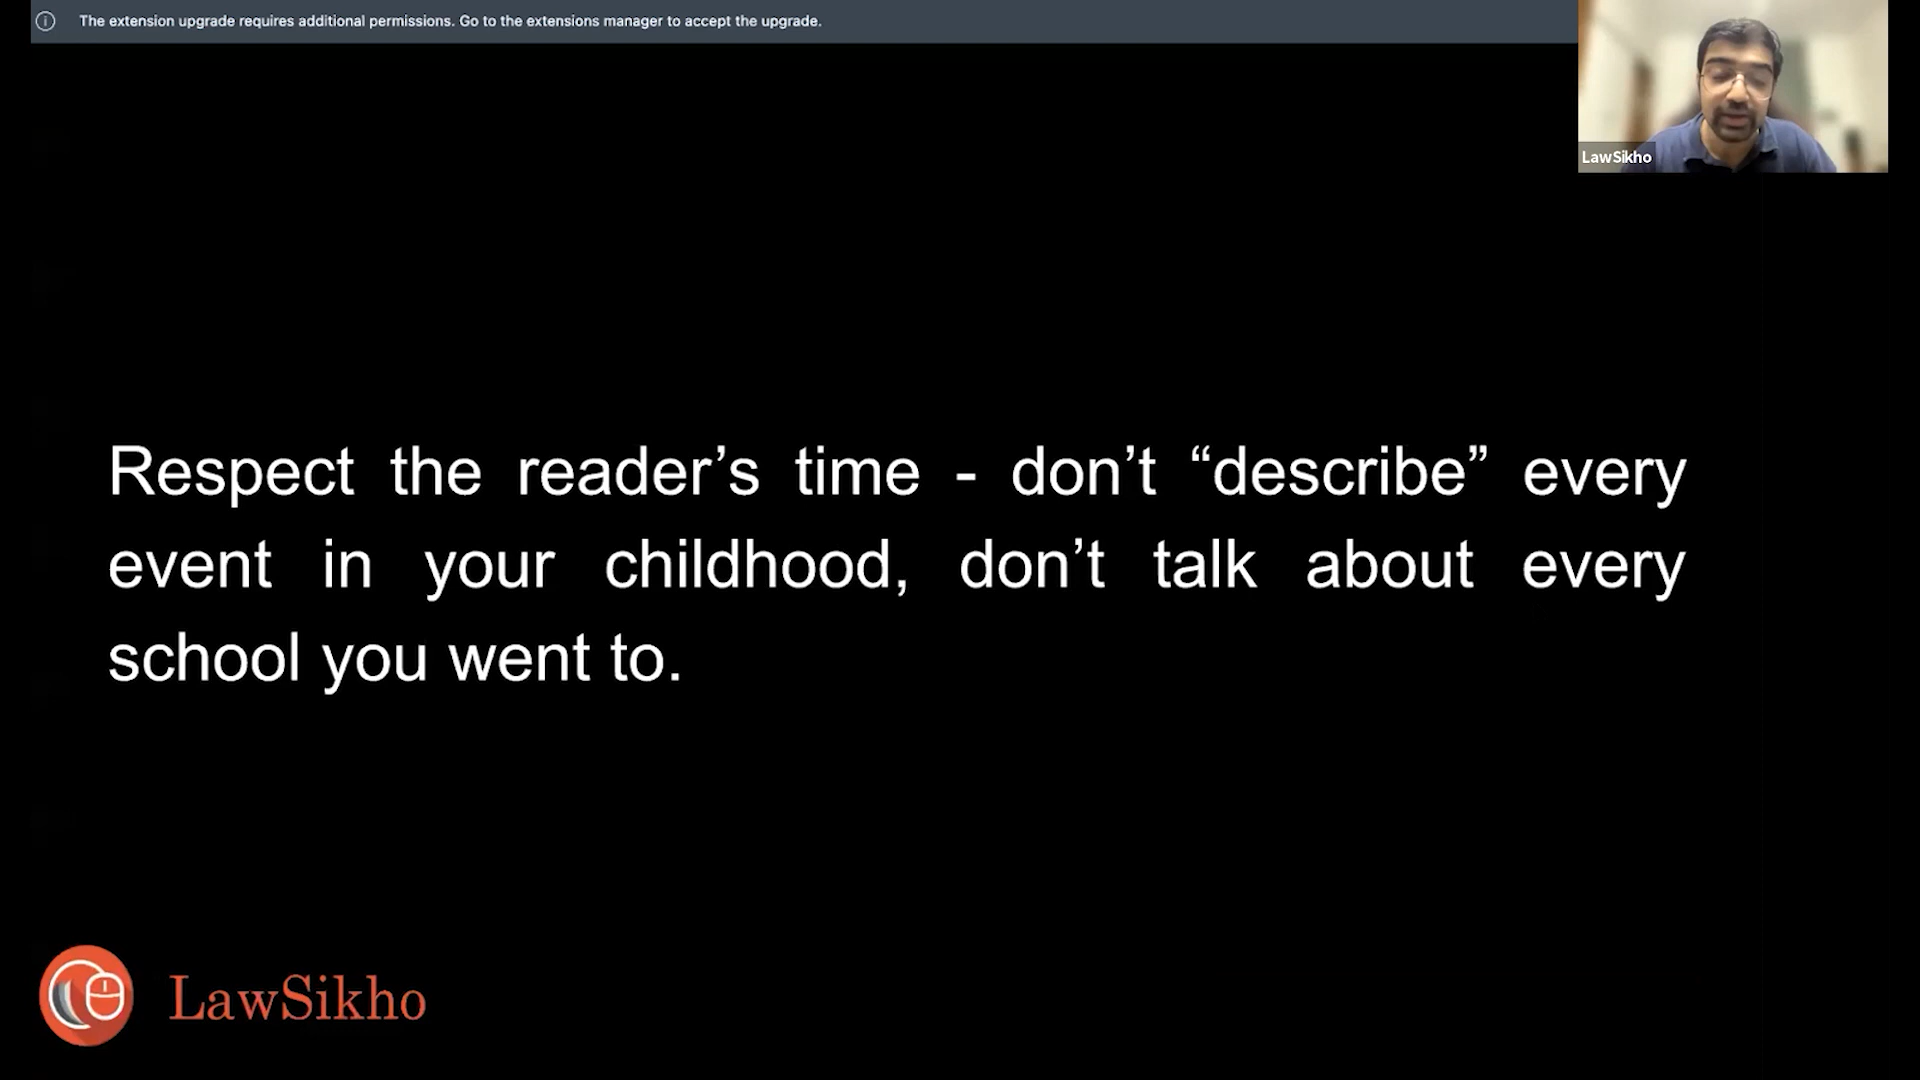 The extension upgrade requires additional permissions. Go to the extensions manager to accept the upgrade.
LawSikho
Respect the reader’s time - don’t “describe” every
event in your childhood, don’t talk about every
school you went to.
LawSikho